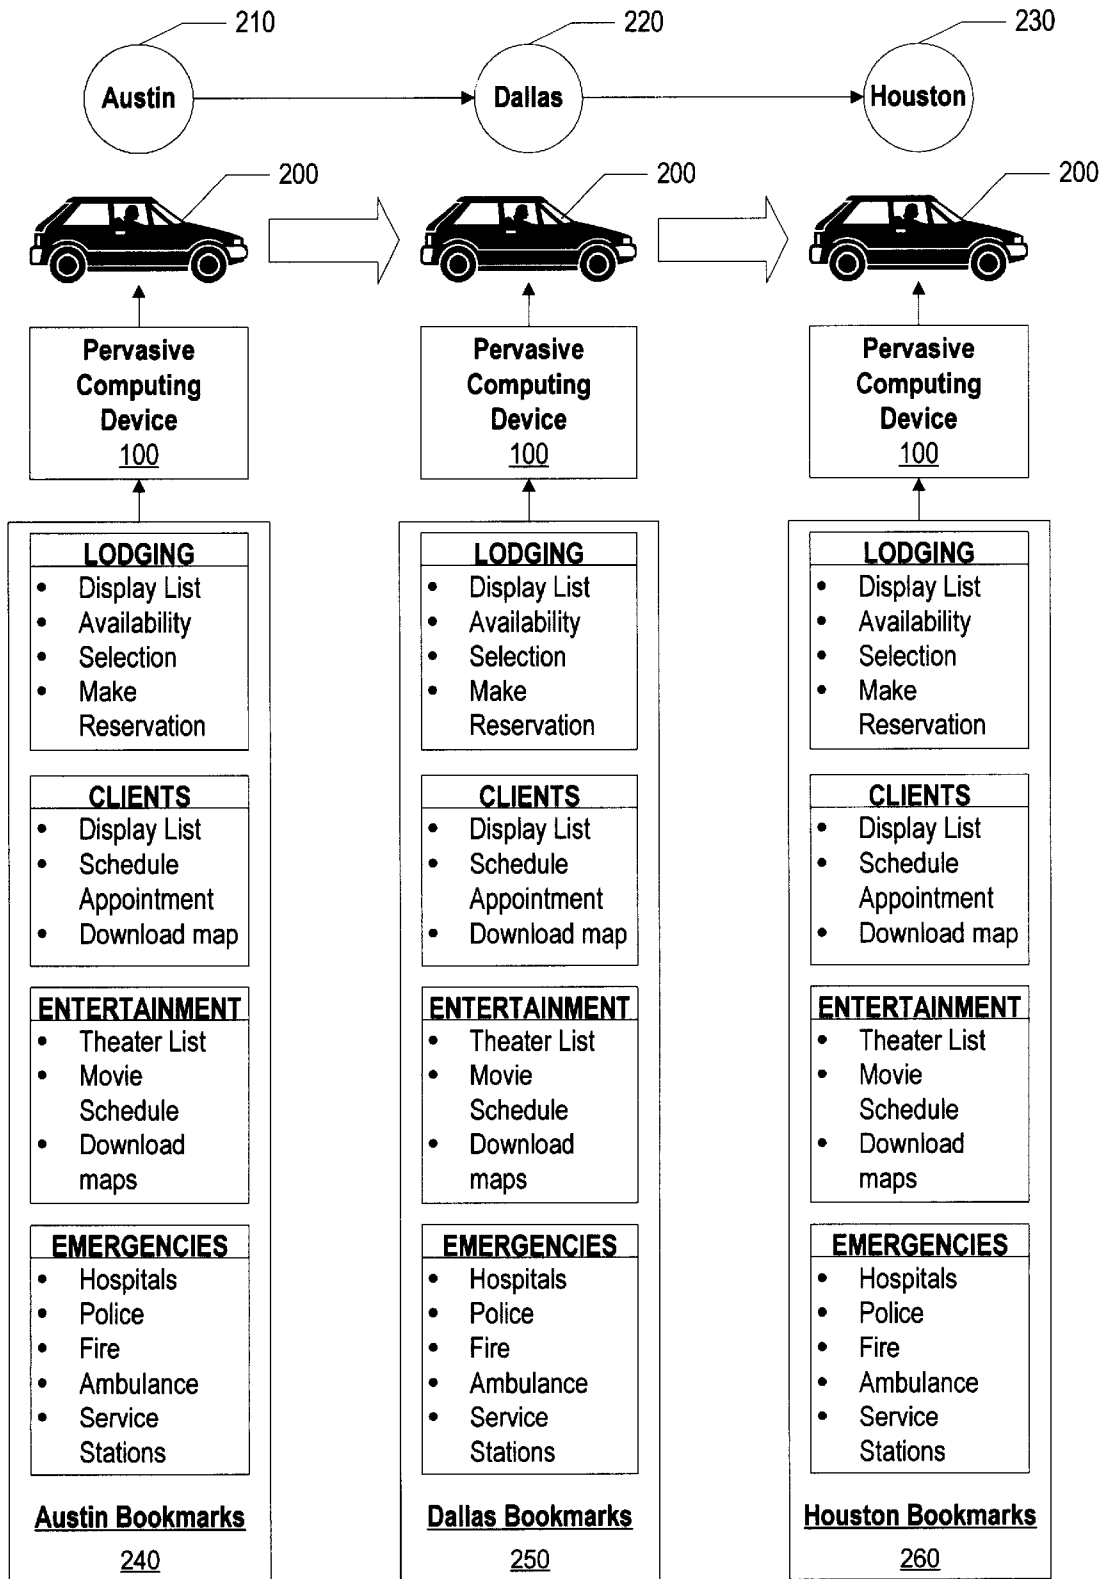 210
220
230
Austin
Dallas
Houston
200
200
200
Pervasive
Computing
Device
100
Pervasive
Computing
Device
100
Pervasive
Computing
Device
100
LODGING
• Display List
• Availability
• Selection
• Make
Reservation
CLIENTS
• Display List
• Schedule
Appointment
• Download map
ENTERTAINMENT
• Theater List
• Movie
Schedule
• Download
maps
EMERGENCIES
• Hospitals
• Police
• Fire
• Ambulance
• Service
Stations
Austin Bookmarks
240
LODGING
• Display List
• Availability
• Selection
• Make
Reservation
CLIENTS
• Display List
• Schedule
Appointment
• Download map
ENTERTAINMENT
• Theater List
• Movie
Schedule
• Download
maps
EMERGENCIES
• Hospitals
• Police
• Fire
• Ambulance
• Service
Stations
Dallas Bookmarks
250
LODGING
• Display List
• Availability
• Selection
• Make
Reservation
CLIENTS
• Display List
• Schedule
Appointment
• Download map
ENTERTAINMENT
• Theater List
• Movie
Schedule
• Download
maps
EMERGENCIES
• Hospitals
• Police
• Fire
• Ambulance
• Service
Stations
Houston Bookmarks
260